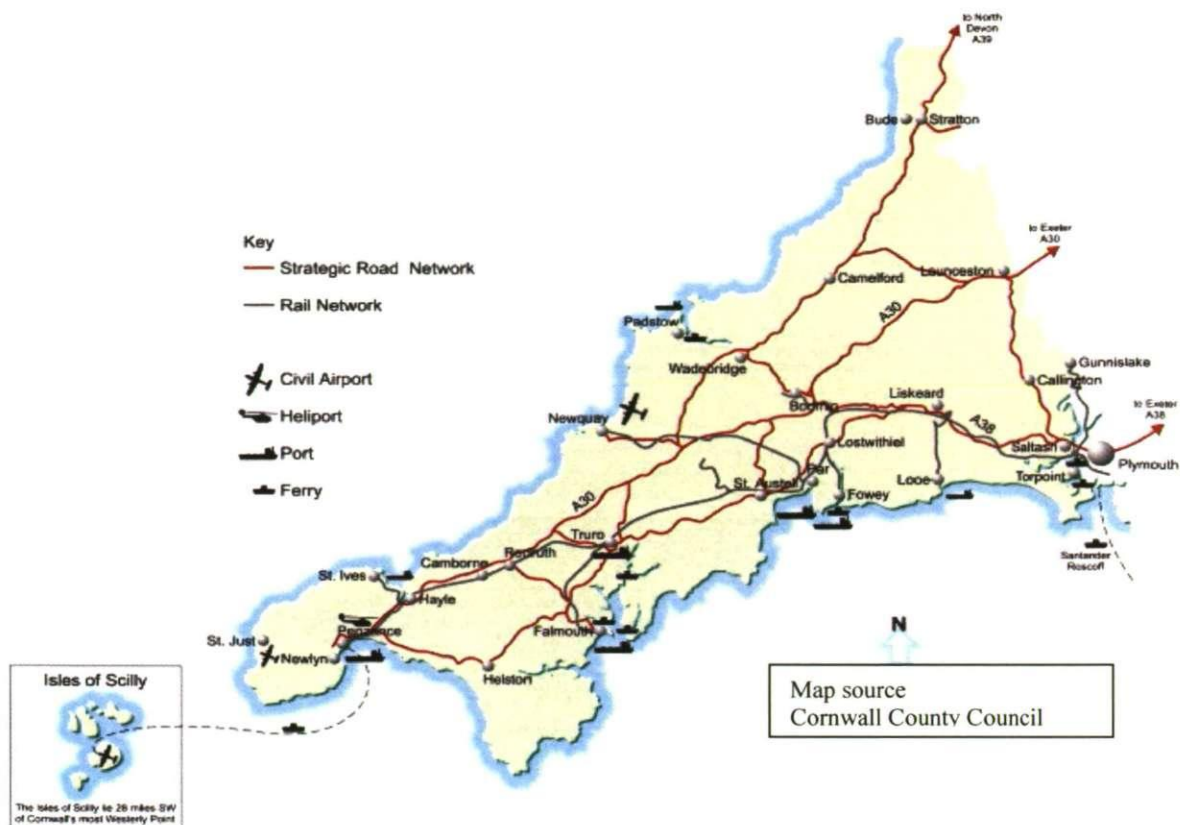 to North
Devon
A39
Bude
Stratton
to Exeter
A30
Key
Strategic Road Network
Rail Network
Civil Airport
Heliport
Port
Ferry
Camelford
Launceston
A30
Padstow
Wadebridge
Gunnislake
Callington
Bodmin
Liskeard
Newquay
to Exeter
A38
A38
Lostwithiel
Saltash
Plymouth
Par
St. Austell
Fowey
Looe
Torpoint
A30
Truro
Santander
Roscoff
Redruth
Camborne
St. Ives
Hayle
Penzance
Falmouth
St. Just
Newlyn
Helston
N
Isles of Scilly
The Isles of Scilly lie 28 miles SW
of Cornwall's most Westerly Point
Map source
Cornwall County Council